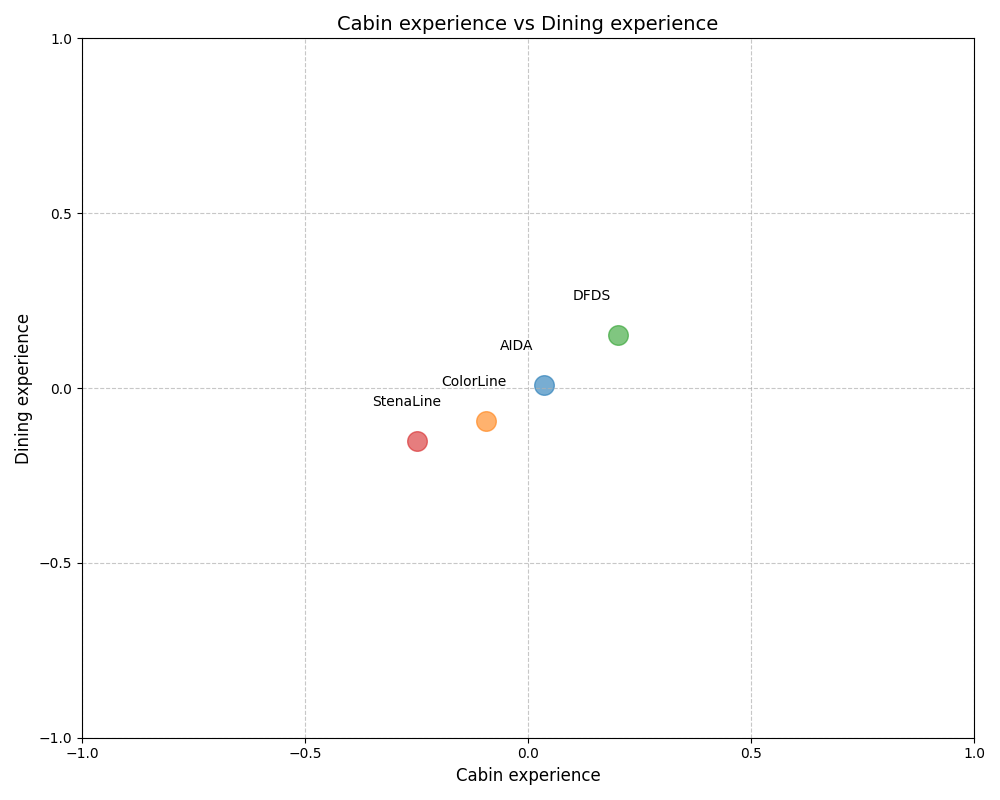 Cabin experience vs Dining experience
1.0
0.5
0.0
−0.5
−1.0
Dining experience
DFDS
AIDA
ColorLine
StenaLine
−1.0
−0.5
0.0
0.5
1.0
Cabin experience